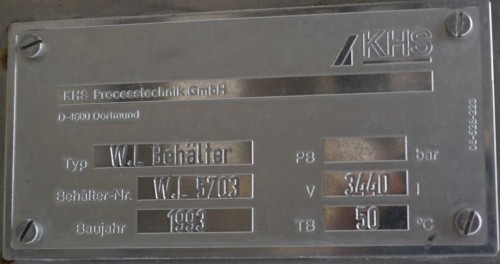 KHS
KHS Processtechnik GmbH
D-4600 Dortmund
Typ W.L Behälter
Behälter-Nr. W.L 5703
Baujahr 1993
PS bar
V 3440 l
TS 50 °C